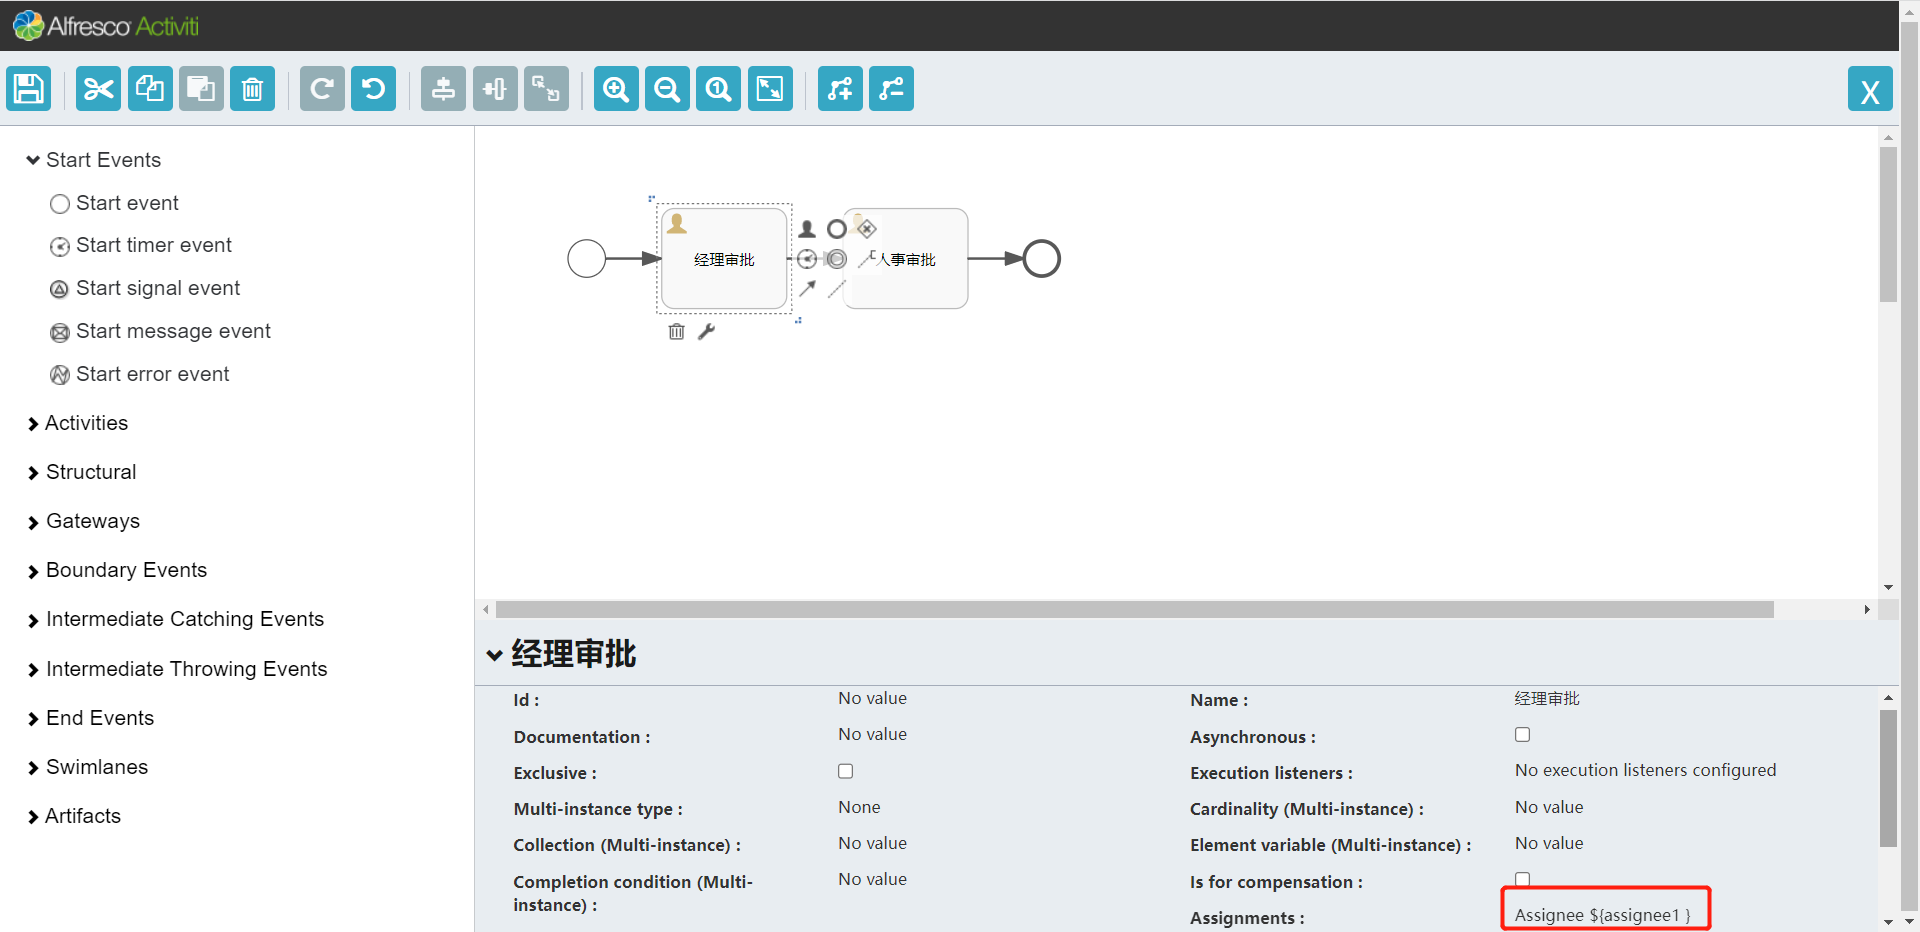 Alfresco Activiti
X
Start Events
Start event
Start timer event
Start signal event
Start message event
Start error event
Activities
Structural
Gateways
Boundary Events
Intermediate Catching Events
Intermediate Throwing Events
End Events
Swimlanes
Artifacts
经理审批
人事审批
经理审批
Id :
No value
Name :
经理审批
Documentation :
No value
Asynchronous :
Exclusive :
Execution listeners :
No execution listeners configured
Multi-instance type :
None
Cardinality (Multi-instance) :
No value
Collection (Multi-instance) :
No value
Element variable (Multi-instance) :
No value
Completion condition (Multi-
instance) :
No value
Is for compensation :
Assignments :
Assignee ${assignee1 }